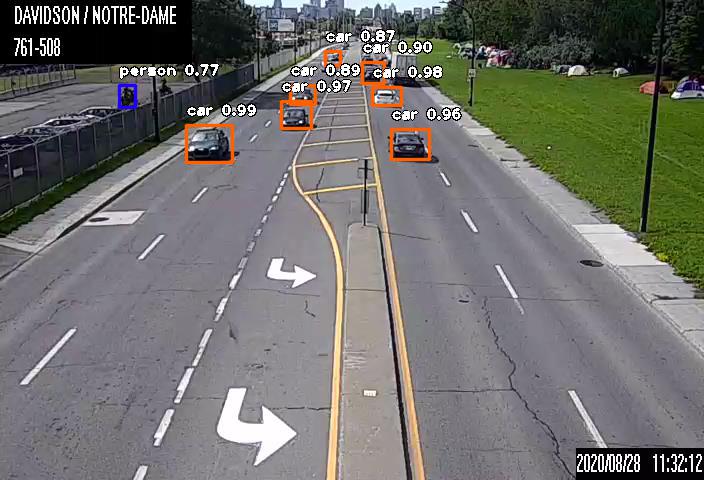 DAVIDSON / NOTRE-DAME
761-508
car 0.87
car 0.90
person 0.77
car 0.89
car 0.98
car 0.97
car 0.99
car 0.96
2020/08/28 11:32:12